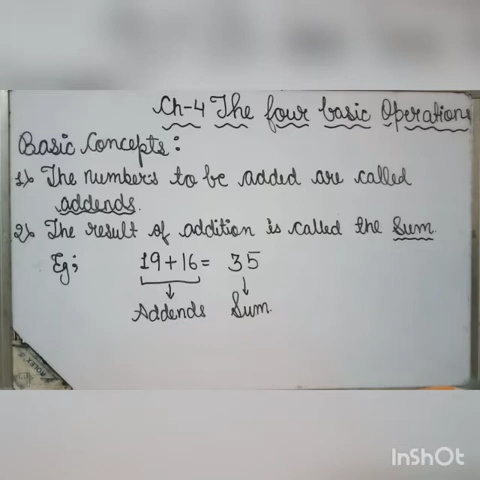 Ch-4 The four basic Operations
Basic Concepts:
1) The numbers to be added are called
addends.
2) The result of addition is called the Sum.
Eg; 19+16= 35
Addends Sum.
ROLEX
InShOt